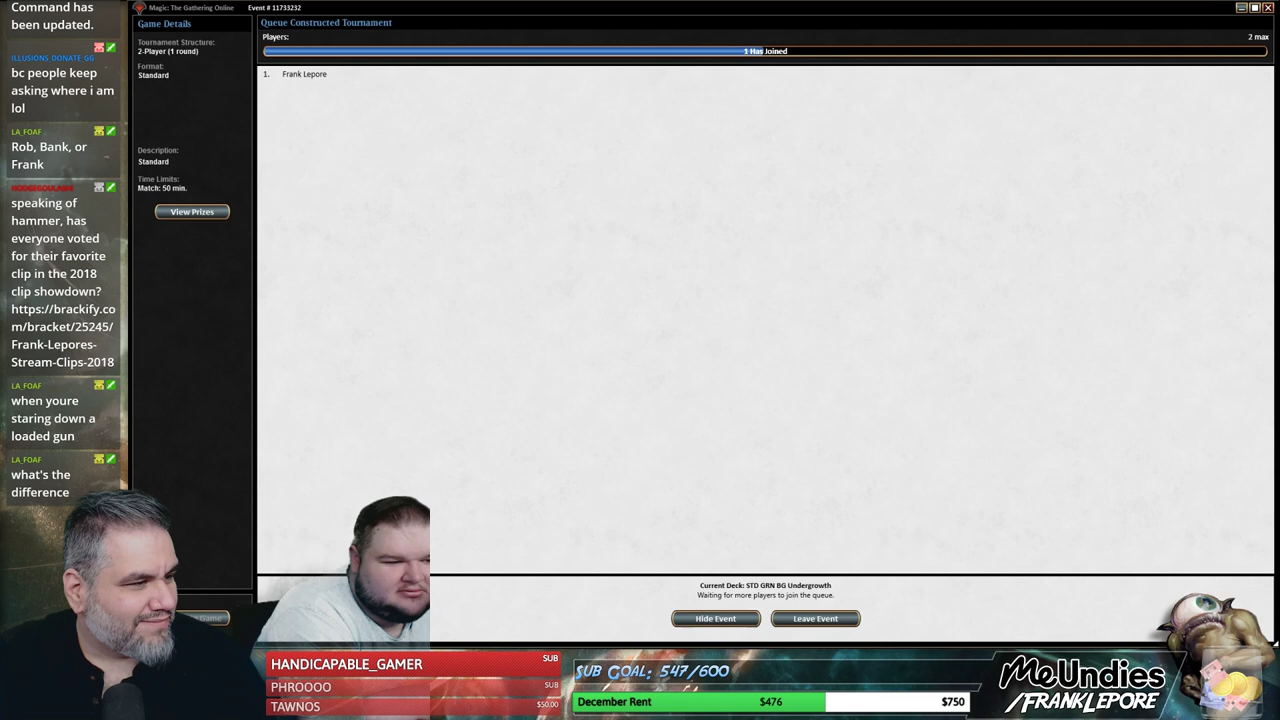 Command has
been updated.
ILLUSIONS_DONATE_GG
bc people keep
asking where i am
lol
LA_FOAF
Rob, Bank, or
Frank
speaking of
hammer, has
everyone voted
for their favorite
clip in the 2018
clip showdown?
https://brackify.co
m/bracket/25245/
Frank-Lepores-
Stream-Clips-2018
LA_FOAF
when youre
staring down a
loaded gun
LA_FOAF
what's the
difference
Magic: The Gathering Online Event # 11733232
Game Details
Tournament Structure:
2-Player (1 round)
Format:
Standard
Description:
Standard
Time Limits:
Match: 50 min.
View Prizes
Game
Queue Constructed Tournament
Players: 2 max
1 Has Joined
1. Frank Lepore
Current Deck: STD GRN BG Undergrowth
Waiting for more players to join the queue.
Hide Event Leave Event
HANDICAPABLE_GAMER SUB
PHROOOO SUB
TAWNOS $50.00
SUB GOAL: 547/600
December Rent $476 $750
MeUndies
/FRANKLEPORE